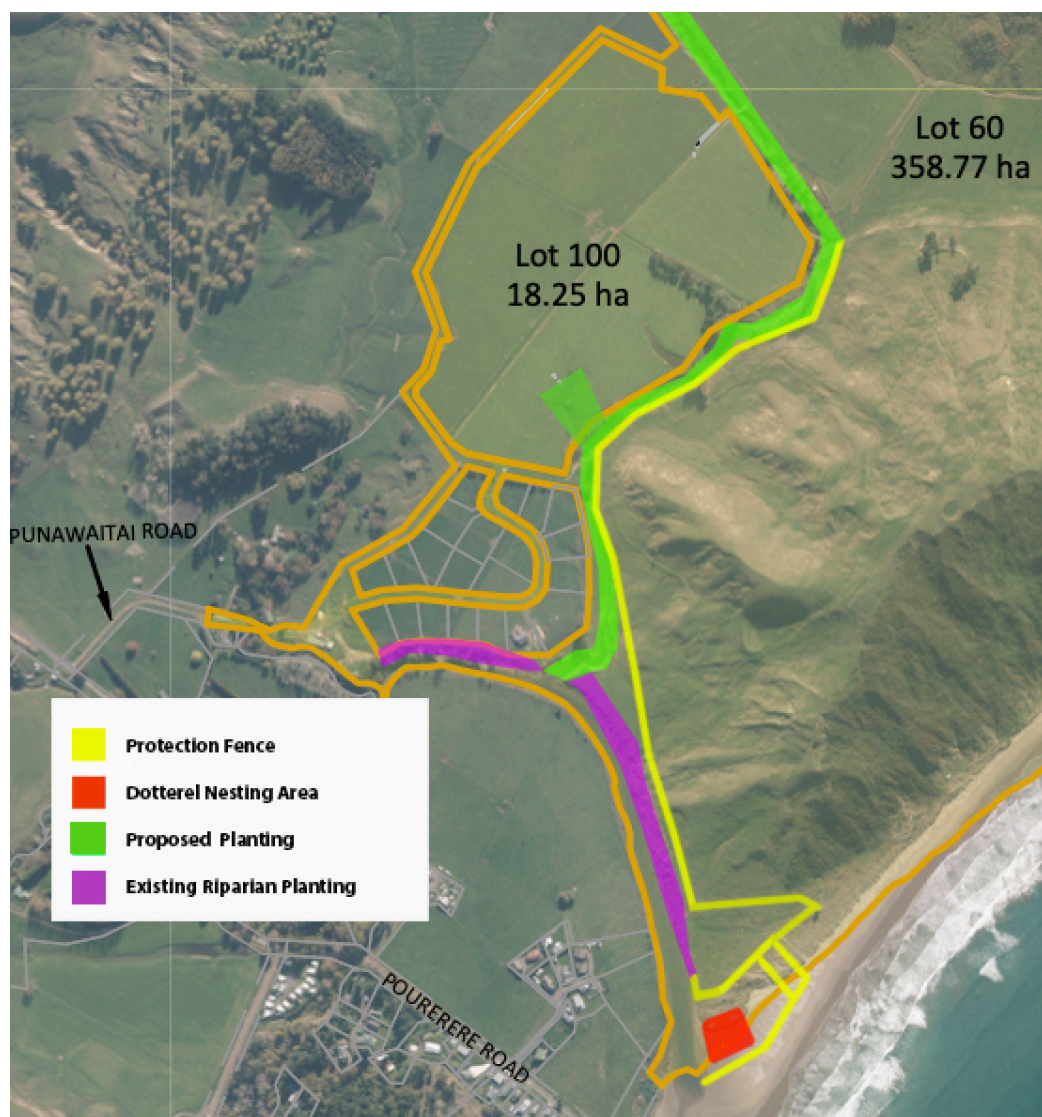 Lot 60
358.77 ha
Lot 100
18.25 ha
PUNAWAITAI ROAD
Protection Fence
Dotterel Nesting Area
Proposed Planting
Existing Riparian Planting
POURERERE ROAD